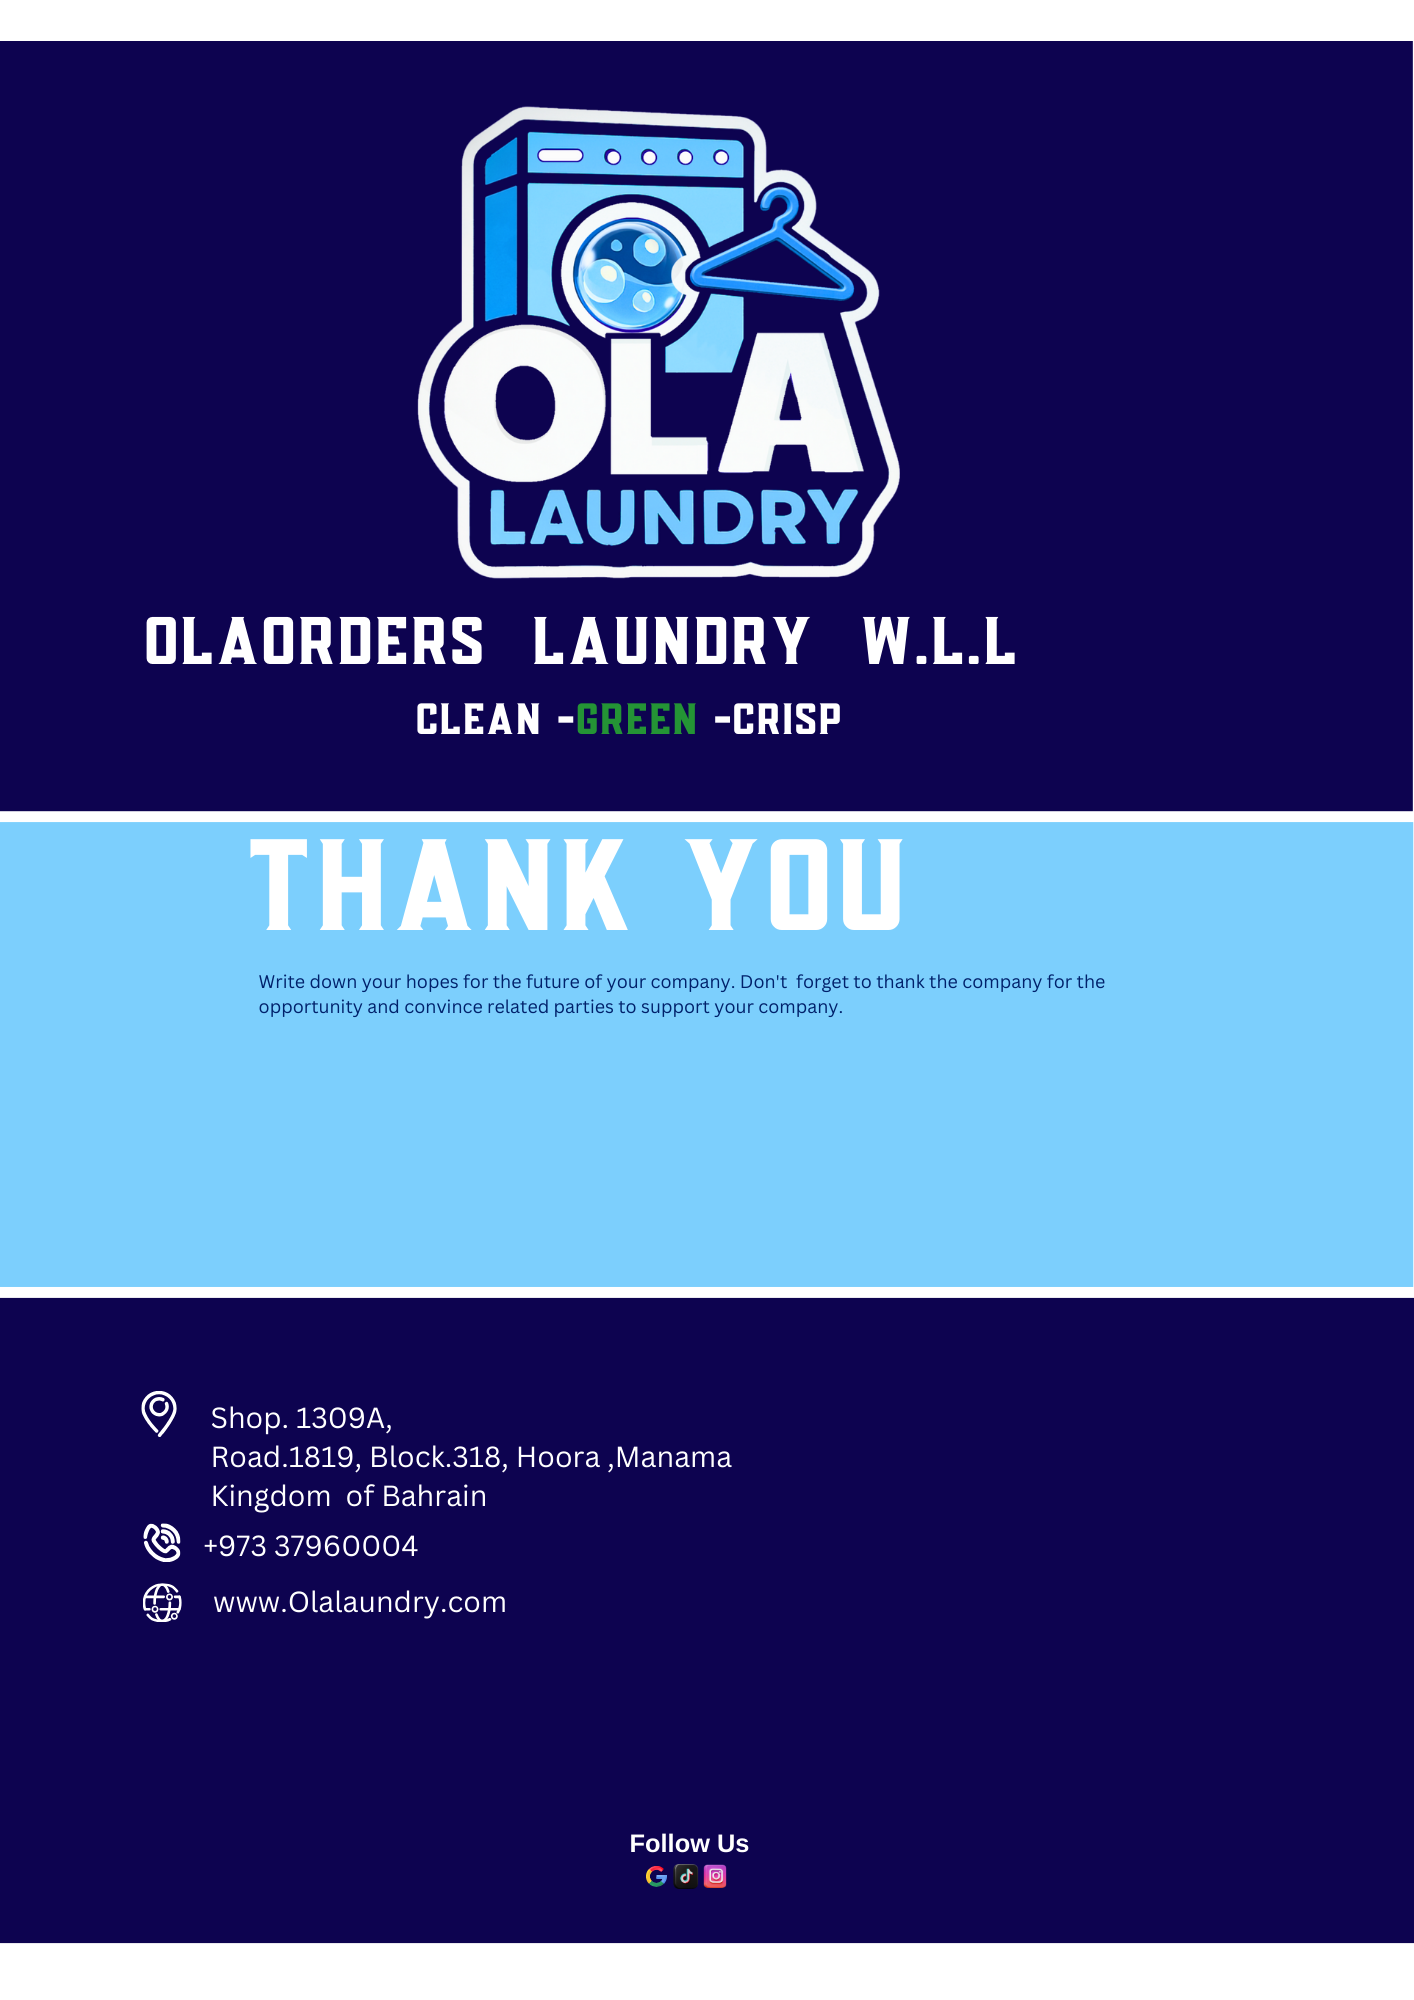 OLA
LAUNDRY
OLAORDERS LAUNDRY W.L.L
CLEAN -GREEN -CRISP
THANK YOU
Write down your hopes for the future of your company. Don't forget to thank the company for the
opportunity and convince related parties to support your company.
Shop. 1309A,
Road.1819, Block.318, Hoora ,Manama
Kingdom of Bahrain
+973 37960004
www.Olalaundry.com
Follow Us